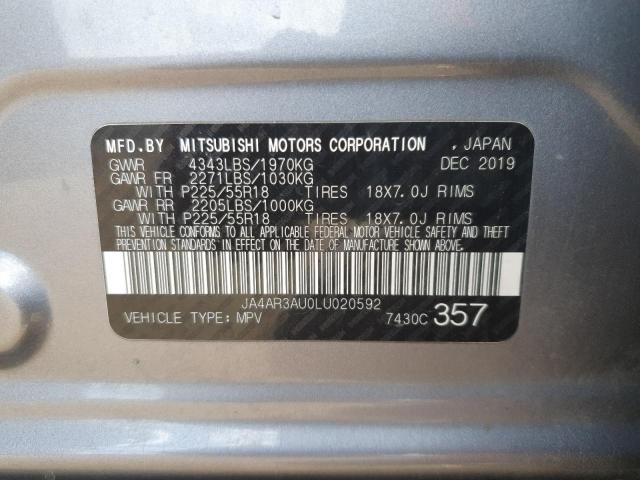 MFD.BY MITSUBISHI MOTORS CORPORATION , JAPAN
GVWR 4343LBS/1970KG DEC 2019
GAWR FR 2271LBS/1030KG
WITH P225/55R18 TIRES 18X7.0J RIMS
GAWR RR 2205LBS/1000KG
WITH P225/55R18 TIRES 18X7.0J RIMS
THIS VEHICLE CONFORMS TO ALL APPLICABLE FEDERAL MOTOR VEHICLE SAFETY AND THEFT
PREVENTION STANDARDS IN EFFECT ON THE DATE OF MANUFACTURE SHOWN ABOVE.
JA4AR3AU0LU020592
VEHICLE TYPE:MPV 7430C 357